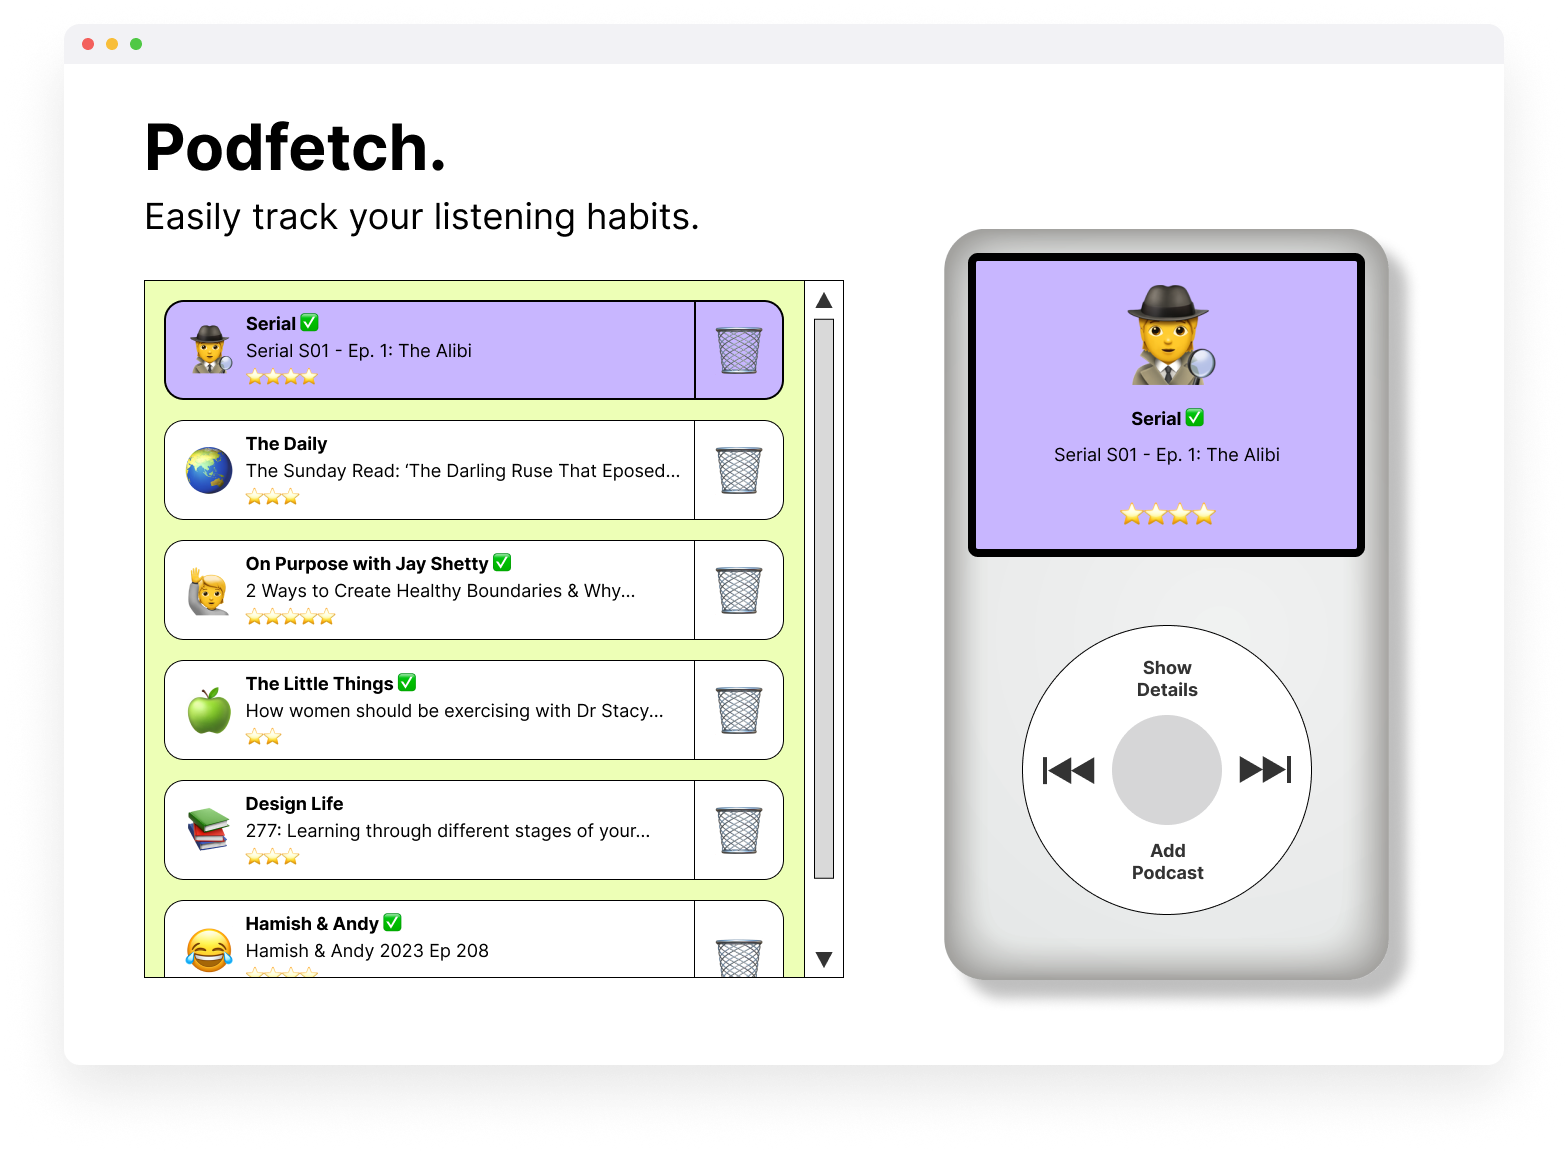 Podfetch.
Easily track your listening habits.
Serial ✅
Serial S01 - Ep. 1: The Alibi
The Daily
The Sunday Read: ‘The Darling Ruse That Eposed...
On Purpose with Jay Shetty ✅
2 Ways to Create Healthy Boundaries & Why...
The Little Things ✅
How women should be exercising with Dr Stacy...
Design Life
277: Learning through different stages of your...
Hamish & Andy ✅
Hamish & Andy 2023 Ep 208
Serial ✅
Serial S01 - Ep. 1: The Alibi
Show
Details
Add
Podcast